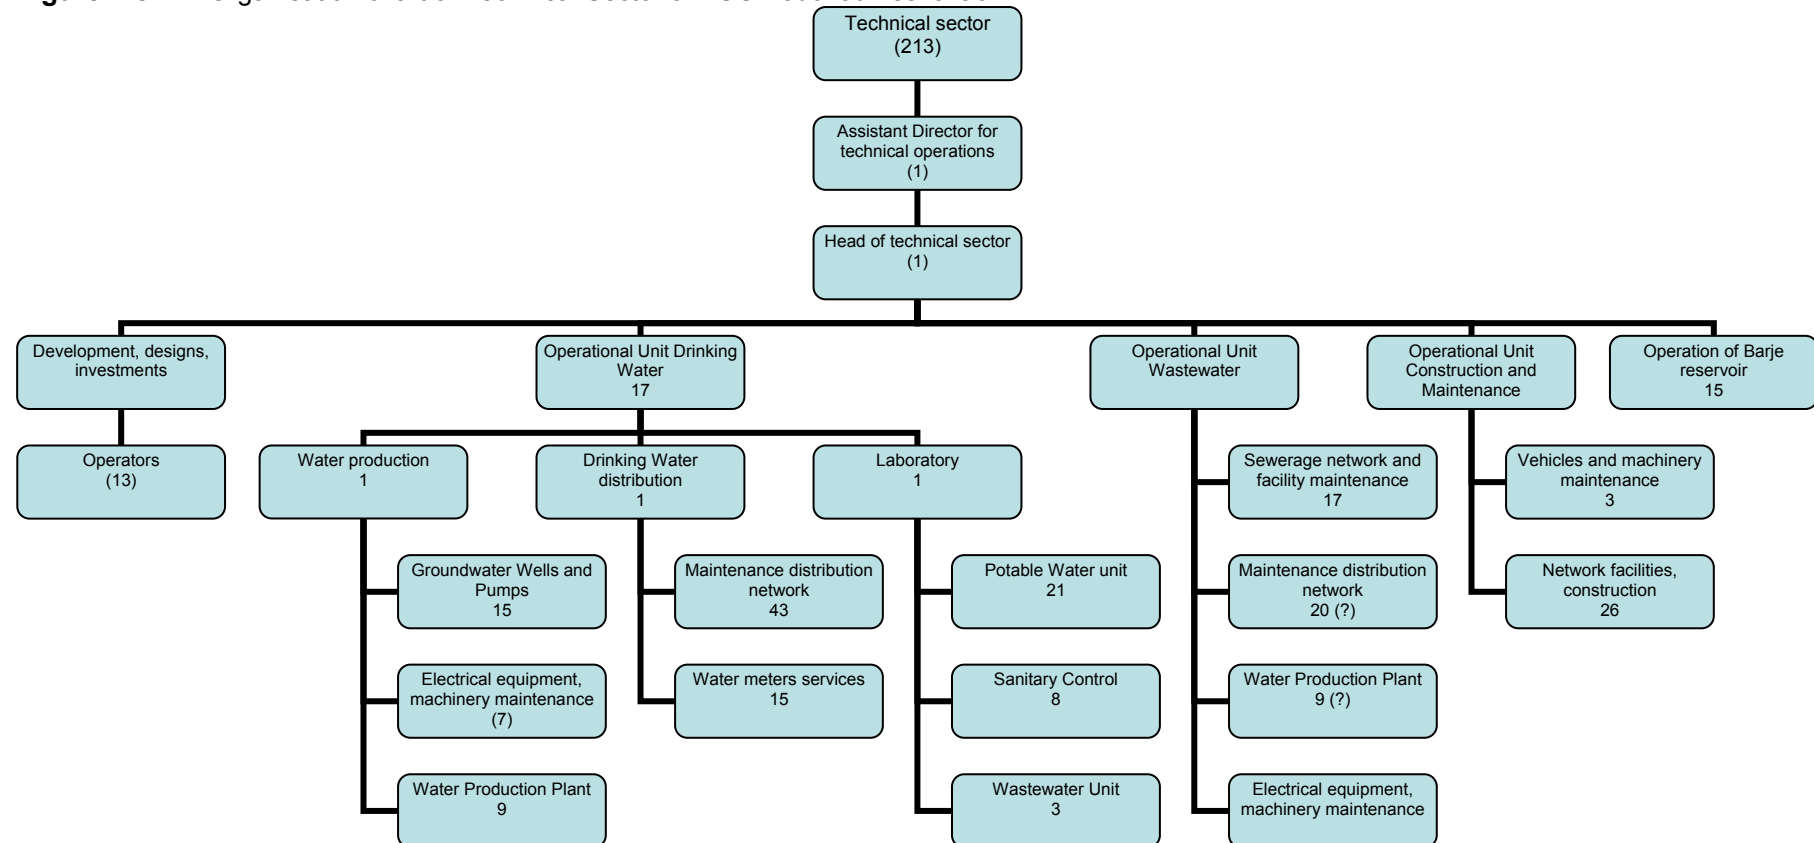 Technical sector
(213)
Assistant Director for
technical operations
(1)
Head of technical sector
(1)
Development, designs,
investments
Operational Unit Drinking
Water
17
Operational Unit
Wastewater
Operational Unit
Construction and
Maintenance
Operation of Barje
reservoir
15
Operators
(13)
Water production
1
Drinking Water
distribution
1
Laboratory
1
Sewerage network and
facility maintenance
17
Vehicles and machinery
maintenance
3
Groundwater Wells and
Pumps
15
Maintenance distribution
network
43
Potable Water unit
21
Maintenance distribution
network
20 (?)
Network facilities,
construction
26
Electrical equipment,
machinery maintenance
(7)
Water meters services
15
Sanitary Control
8
Water Production Plant
9 (?)
Water Production Plant
9
Wastewater Unit
3
Electrical equipment,
machinery maintenance